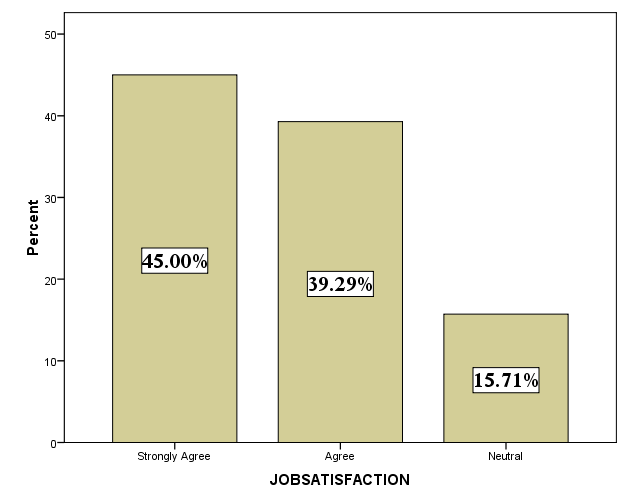 50
40
30
20
10
0
Percent
45.00%
39.29%
15.71%
Strongly Agree
Agree
Neutral
JOBSATISFACTION